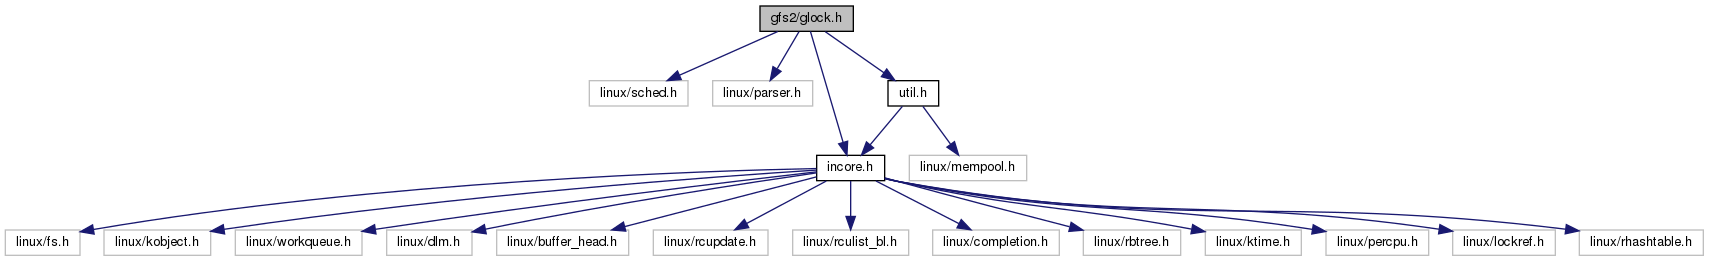 gfs2/glock.h
linux/sched.h
linux/parser.h
util.h
incore.h
linux/mempool.h
linux/fs.h
linux/kobject.h
linux/workqueue.h
linux/dlm.h
linux/buffer_head.h
linux/rcupdate.h
linux/rculist_bl.h
linux/completion.h
linux/rbtree.h
linux/ktime.h
linux/percpu.h
linux/lockref.h
linux/rhashtable.h